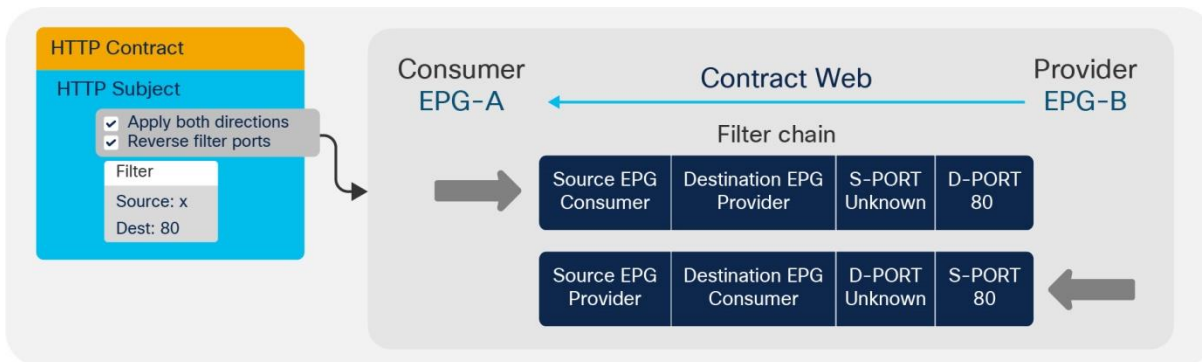 HTTP Contract
HTTP Subject
Apply both directions
Reverse filter ports
Filter
Source: x
Dest: 80
Consumer
EPG-A
Contract Web
Provider
EPG-B
Filter chain
Source EPG
Consumer
Destination EPG
Provider
S-PORT
Unknown
D-PORT
80
Source EPG
Provider
Destination EPG
Consumer
D-PORT
Unknown
S-PORT
80